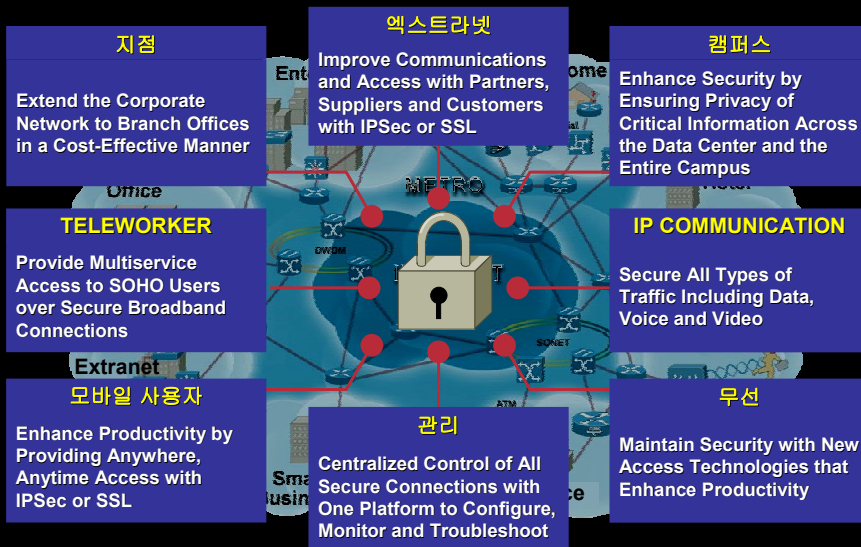 지점
Extend the Corporate
Network to Branch Offices
in a Cost-Effective Manner
엑스트라넷
Improve Communications
and Access with Partners,
Suppliers and Customers
with IPSec or SSL
캠퍼스
Enhance Security by
Ensuring Privacy of
Critical Information Across
the Data Center and the
Entire Campus
Office
METRO
TELEWORKER
Provide Multiservice
Access to SOHO Users
over Secure Broadband
Connections
DWDM
IP COMMUNICATION
Secure All Types of
Traffic Including Data,
Voice and Video
SONET
Extranet
ATM
모바일 사용자
Enhance Productivity by
Providing Anywhere,
Anytime Access with
IPSec or SSL
관리
Centralized Control of All
Secure Connections with
One Platform to Configure,
Monitor and Troubleshoot
무선
Maintain Security with New
Access Technologies that
Enhance Productivity